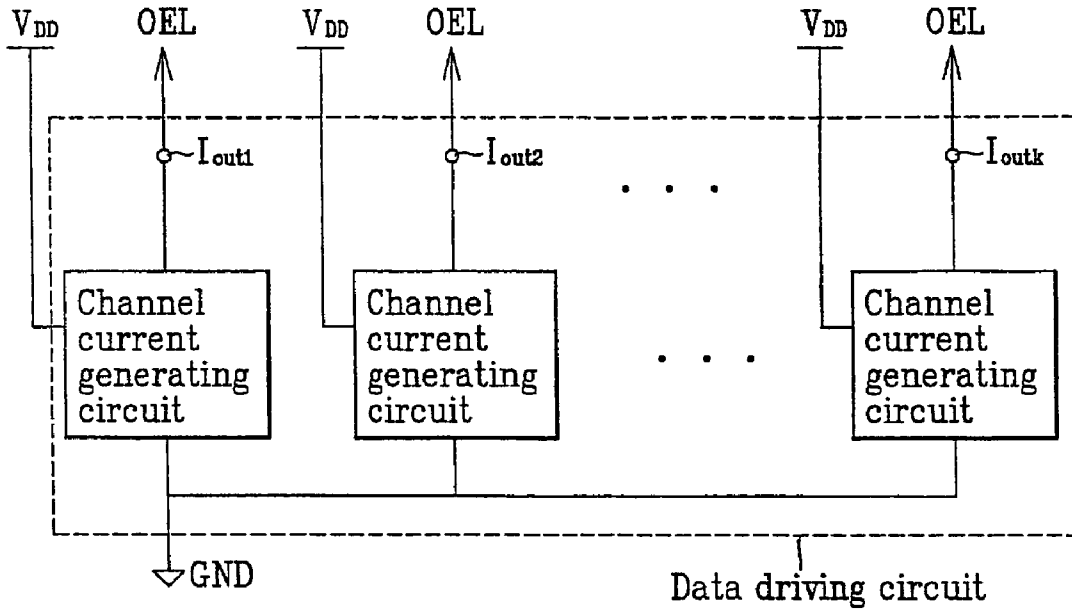 VDD OEL VDD OEL VDD OEL
Iout1 Iout2 Ioutk
. . .
Channel
current
generating
circuit
Channel
current
generating
circuit
. . .
Channel
current
generating
circuit
GND
Data driving circuit